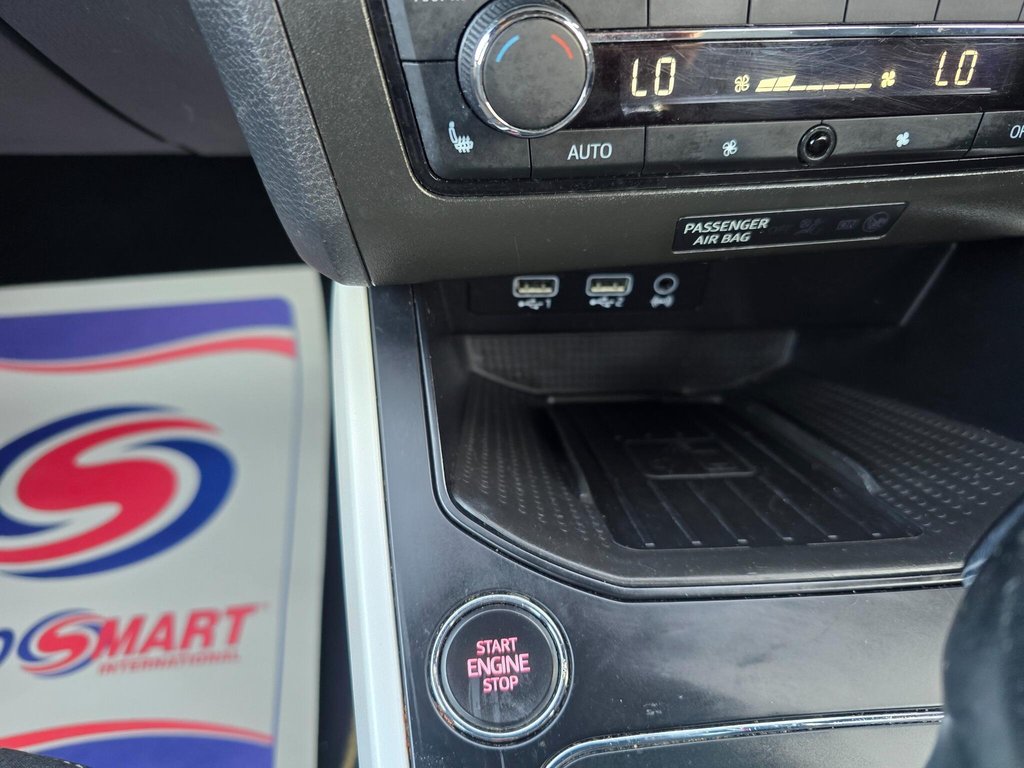 LO
LO
AUTO
PASSENGER
AIR BAG
1
2
SMART
INTERNATIONAL
START
ENGINE
STOP